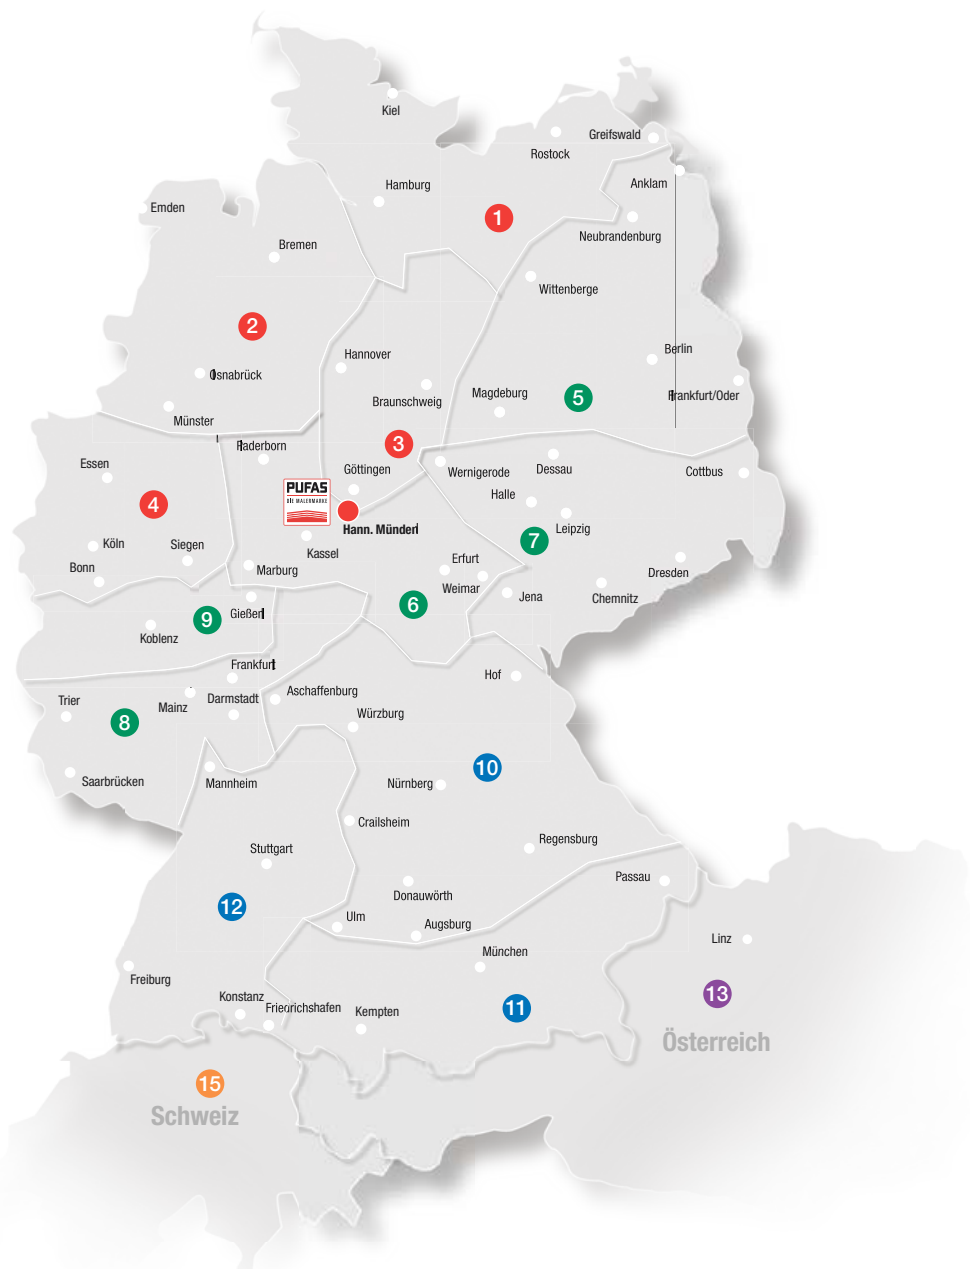 Kiel
Greifswald
Rostock
Anklam
Hamburg
Emden
1
Neubrandenburg
Bremen
Wittenberge
2
Hannover
Berlin
Osnabrück
Magdeburg
5
Frankfurt/Oder
Braunschweig
Münster
3
Paderborn
Essen
Göttingen
Wernigerode
Dessau
Cottbus
PUFAS
DIE MALERMARKE
Halle
4
Hann. Münden
Leipzig
Köln
Siegen
7
Kassel
Bonn
Marburg
Erfurt
Dresden
Weimar
Jena
Chemnitz
6
9
Gießen
Koblenz
Frankfurt
Hof
Trier
Mainz
Darmstadt
Aschaffenburg
8
Würzburg
10
Saarbrücken
Mannheim
Nürnberg
Crailsheim
Stuttgart
Regensburg
Passau
Donauwörth
12
Ulm
Augsburg
Linz
München
Freiburg
13
Konstanz
Friedrichshafen
Kempten
11
Österreich
15
Schweiz